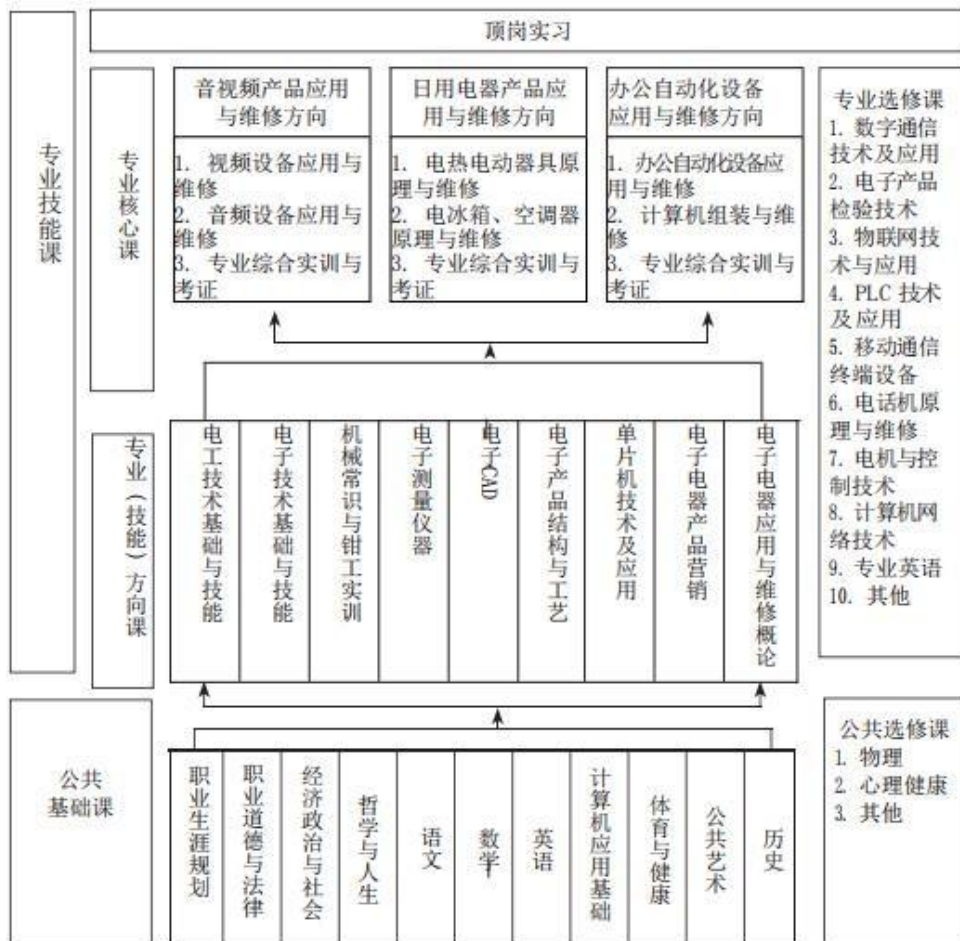 顶岗实习
专业技能课
专业核心课
音视频产品应用
与维修方向
1. 视频设备应用与
维修
2. 音频设备应用与
维修
3. 专业综合实训与
考证
日用电器产品应
用与维修方向
1. 电热电动器具原
理与维修
2. 电冰箱、空调器
原理与维修
3. 专业综合实训与
考证
办公自动化设备
应用与维修方向
1. 办公自动化设备应
用与维修
2. 计算机组装与维
修
3. 专业综合实训与
考证
专业选修课
1. 数字通信
技术及应用
2. 电子产品
检验技术
3. 物联网技
术与应用
4. PLC 技术
及应用
5. 移动通信
终端设备
6. 电话机原
理与维修
7. 电机与控
制技术
8. 计算机网
络技术
9. 专业英语
10. 其他
专业（技能）方向课
电工技术基础与技能
电子技术基础与技能
机械常识与钳工实训
电子测量仪器
电子CAD
电子产品结构与工艺
单片机技术及应用
电子电器产品营销
电子电器应用与维修概论
公共
基础课
职业生涯规划
职业道德与法律
经济政治与社会
哲学与人生
语文
数学
英语
计算机应用基础
体育与健康
公共艺术
历史
公共选修课
1. 物理
2. 心理健康
3. 其他